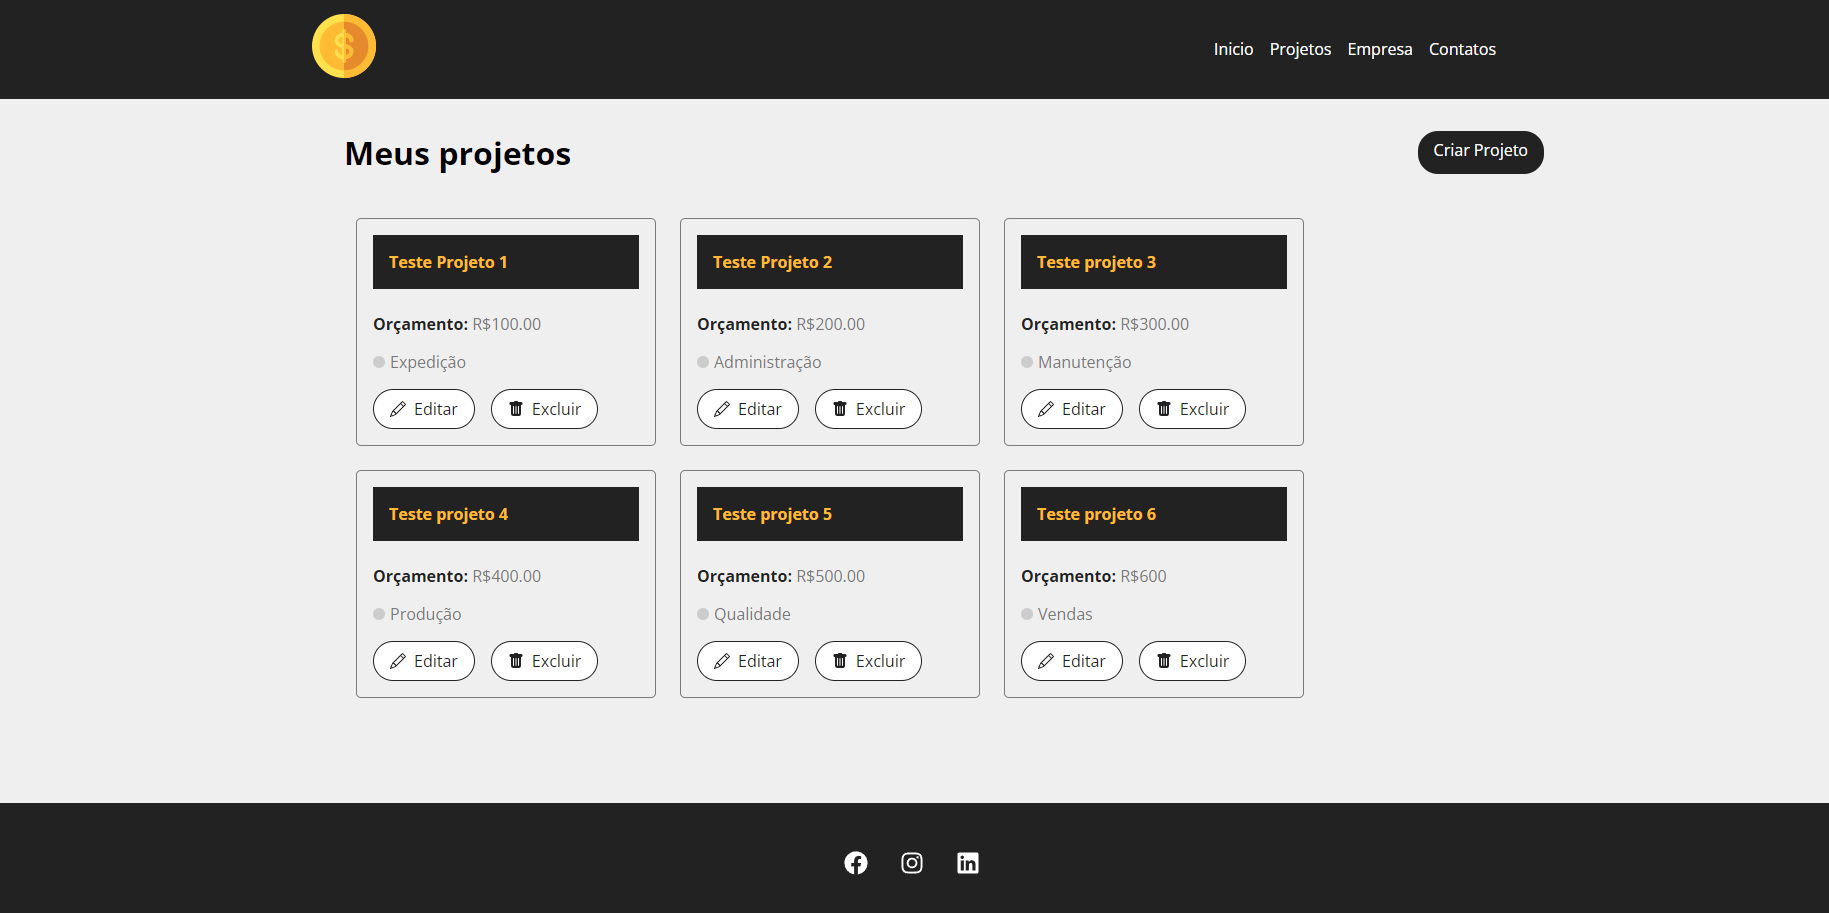 $
Inicio Projetos Empresa Contatos
Meus projetos
Criar Projeto
Teste Projeto 1
Orçamento: R$100.00
Expedição
Editar Excluir
Teste Projeto 2
Orçamento: R$200.00
Administração
Editar Excluir
Teste projeto 3
Orçamento: R$300.00
Manutenção
Editar Excluir
Teste projeto 4
Orçamento: R$400.00
Produção
Editar Excluir
Teste projeto 5
Orçamento: R$500.00
Qualidade
Editar Excluir
Teste projeto 6
Orçamento: R$600
Vendas
Editar Excluir